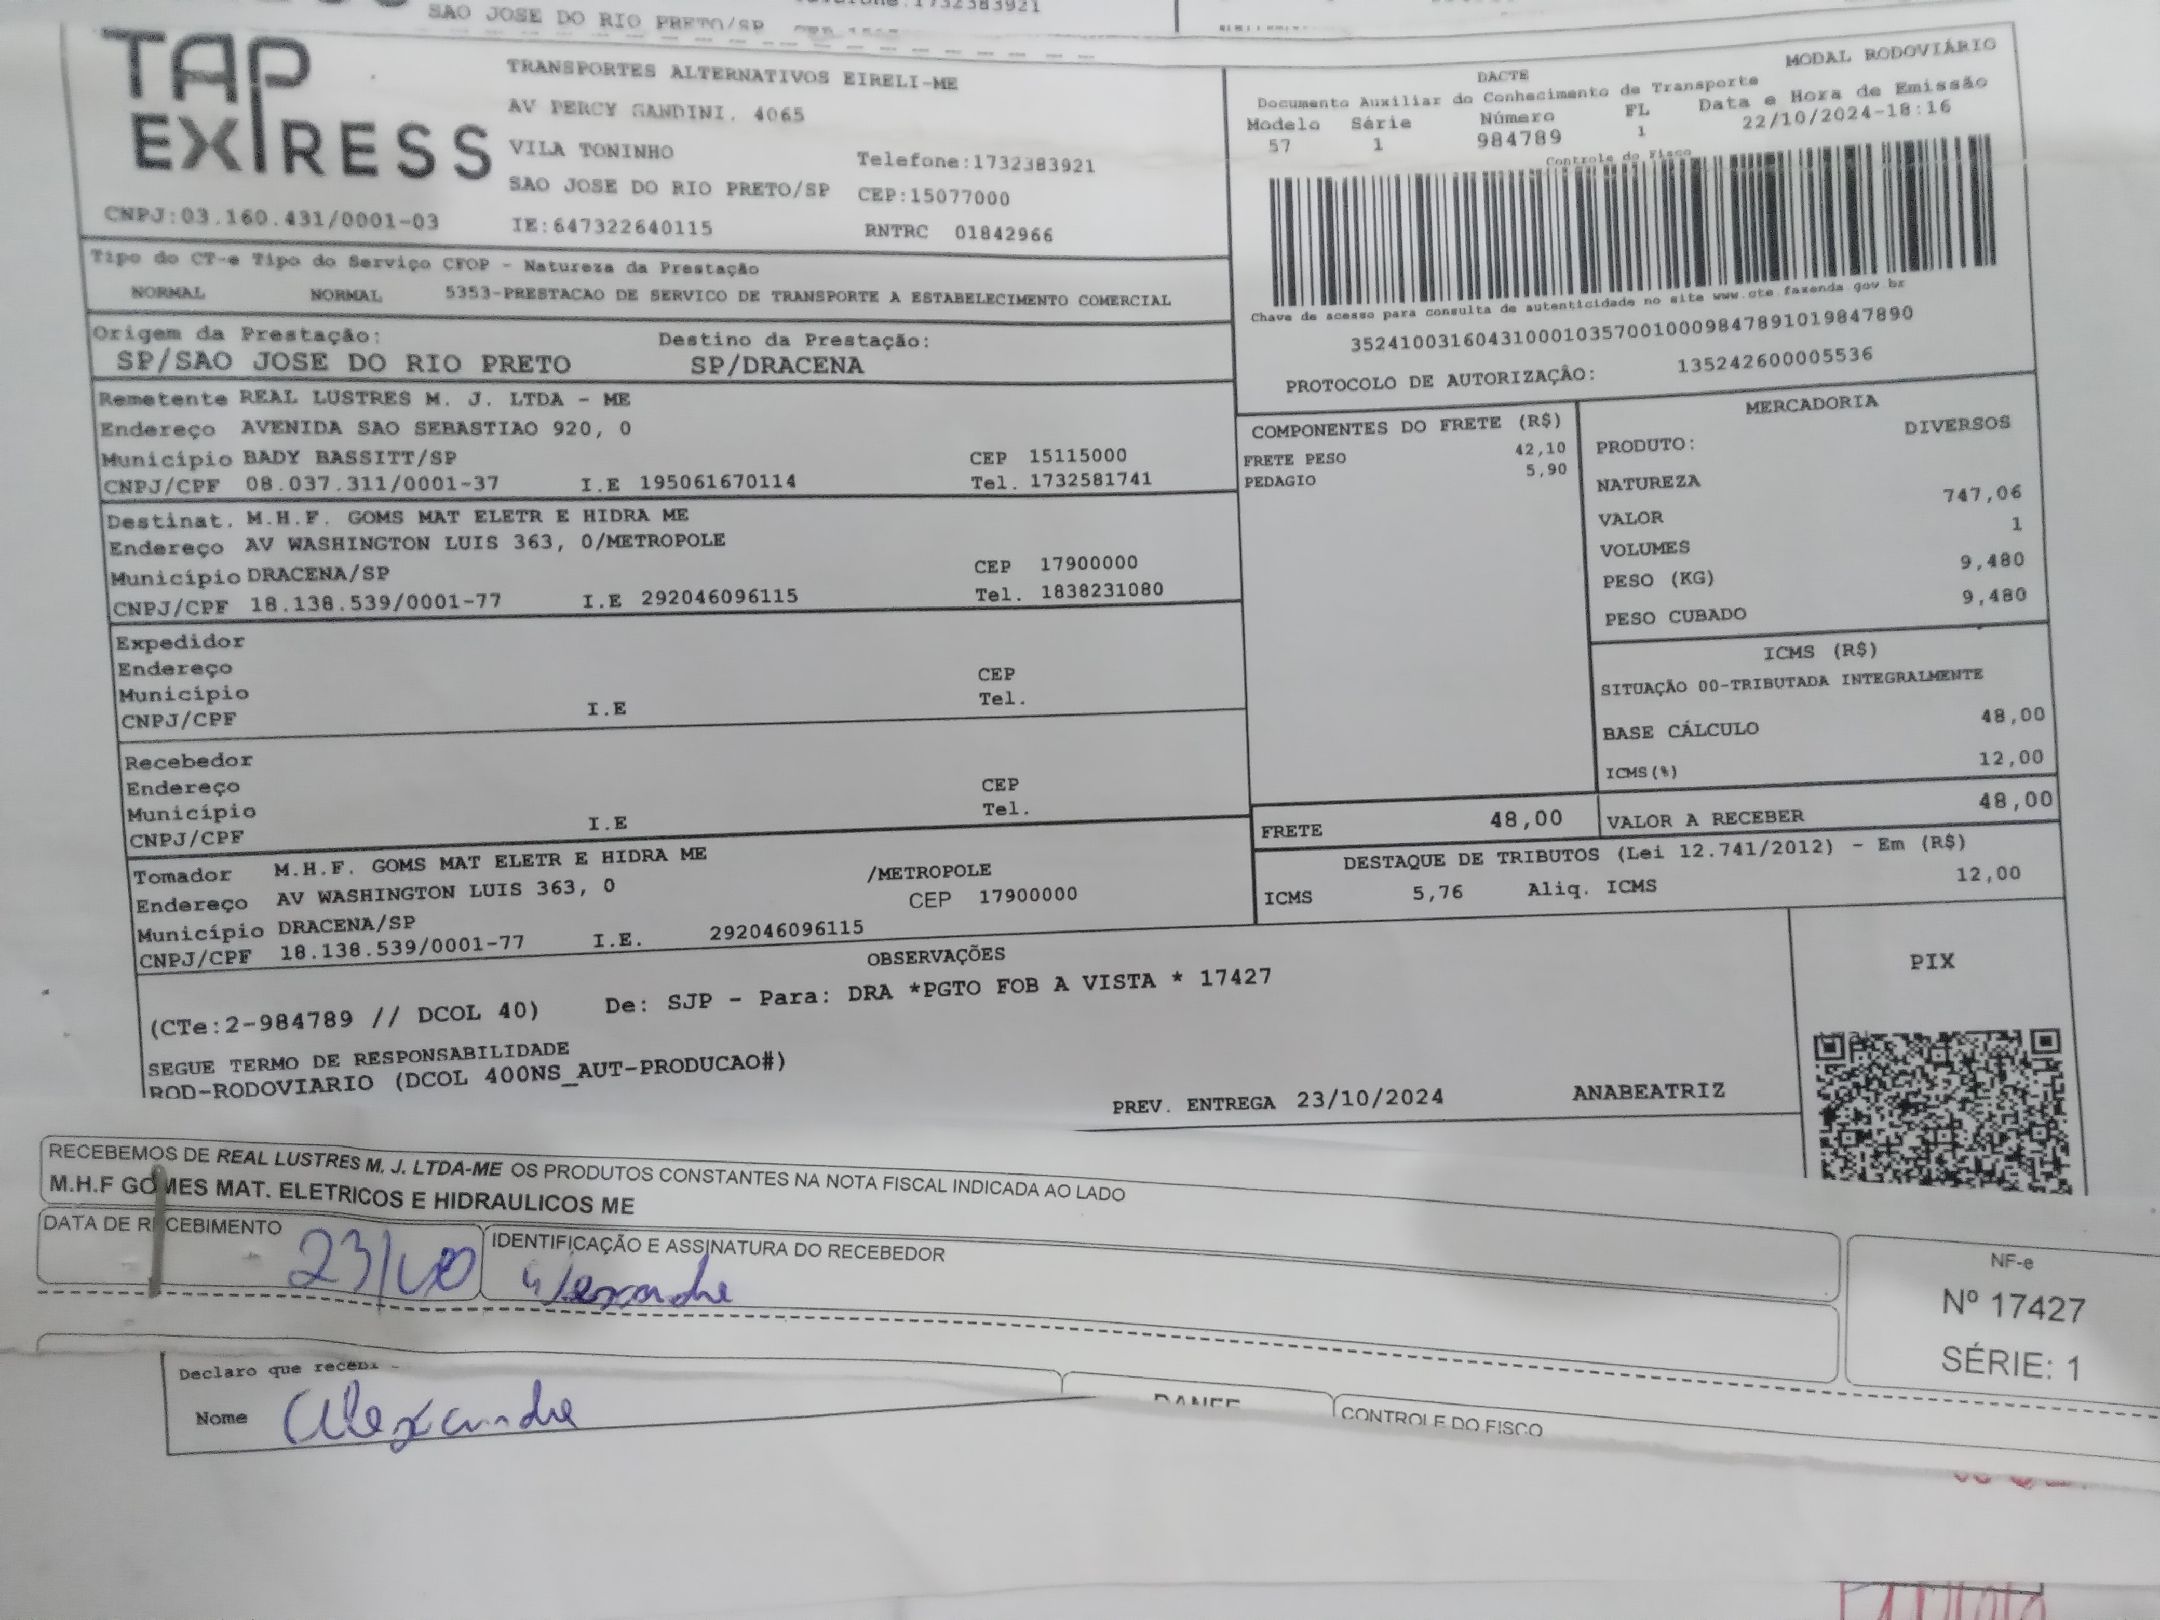 SAO JOSE DO RIO PRETO/SP
1732383921
TAP
EXPRESS
CNPJ:03.160.431/0001-03
TRANSPORTES ALTERNATIVOS EIRELI-ME
AV PERCY GANDINI, 4065
VILA TONINHO
Telefone:1732383921
SAO JOSE DO RIO PRETO/SP CEP:15077000
IE:647322640115 RNTRC 01842966
DACTE MODAL RODOVIÁRIO
Documento Auxiliar do Conhecimento de Transporte
Modelo Série Número FL Data e Hora de Emissão
57 1 984789 1 22/10/2024-18:16
Controle do Fisco
Chave de acesso para consulta de autenticidade no site www.cte.fazenda.gov.br
35241003160431000103570010009847891019847890
PROTOCOLO DE AUTORIZAÇÃO: 135242600005536
Tipo do CT-e Tipo do Serviço CFOP - Natureza da Prestação
NORMAL NORMAL 5353-PRESTACAO DE SERVICO DE TRANSPORTE A ESTABELECIMENTO COMERCIAL
Origem da Prestação: Destino da Prestação:
SP/SAO JOSE DO RIO PRETO SP/DRACENA
Remetente REAL LUSTRES M. J. LTDA - ME
Endereço AVENIDA SAO SEBASTIAO 920, 0
Município BADY BASSITT/SP CEP 15115000
CNPJ/CPF 08.037.311/0001-37 I.E 195061670114 Tel. 1732581741
Destinat. M.H.F. GOMS MAT ELETR E HIDRA ME
Endereço AV WASHINGTON LUIS 363, 0/METROPOLE
Município DRACENA/SP CEP 17900000
CNPJ/CPF 18.138.539/0001-77 I.E 292046096115 Tel. 1838231080
Expedidor
Endereço CEP
Município Tel.
CNPJ/CPF I.E
Recebedor
Endereço CEP
Município Tel.
CNPJ/CPF I.E
Tomador M.H.F. GOMS MAT ELETR E HIDRA ME
Endereço AV WASHINGTON LUIS 363, 0 /METROPOLE
Município DRACENA/SP CEP 17900000
CNPJ/CPF 18.138.539/0001-77 I.E. 292046096115
COMPONENTES DO FRETE (R$)
FRETE PESO 42,10
PEDAGIO 5,90
MERCADORIA
PRODUTO: DIVERSOS
NATUREZA
VALOR 747,06
VOLUMES 1
PESO (KG) 9,480
PESO CUBADO 9,480
ICMS (R$)
SITUAÇÃO 00-TRIBUTADA INTEGRALMENTE
BASE CÁLCULO 48,00
ICMS(%) 12,00
FRETE 48,00 VALOR A RECEBER 48,00
DESTAQUE DE TRIBUTOS (Lei 12.741/2012) - Em (R$)
ICMS 5,76 Aliq. ICMS 12,00
OBSERVAÇÕES
(CTe:2-984789 // DCOL 40) De: SJP - Para: DRA *PGTO FOB A VISTA * 17427
SEGUE TERMO DE RESPONSABILIDADE
ROD-RODOVIARIO (DCOL 400NS_AUT-PRODUCAO#)
PREV. ENTREGA 23/10/2024 ANABEATRIZ
PIX
RECEBEMOS DE REAL LUSTRES M. J. LTDA-ME OS PRODUTOS CONSTANTES NA NOTA FISCAL INDICADA AO LADO
M.H.F GOMES MAT. ELETRICOS E HIDRAULICOS ME
DATA DE RECEBIMENTO IDENTIFICAÇÃO E ASSINATURA DO RECEBEDOR
23/10 Alexandre
NF-e
Nº 17427
SÉRIE: 1
Declaro que recebi
Nome Alexandre
DANFE
CONTROLE DO FISCO